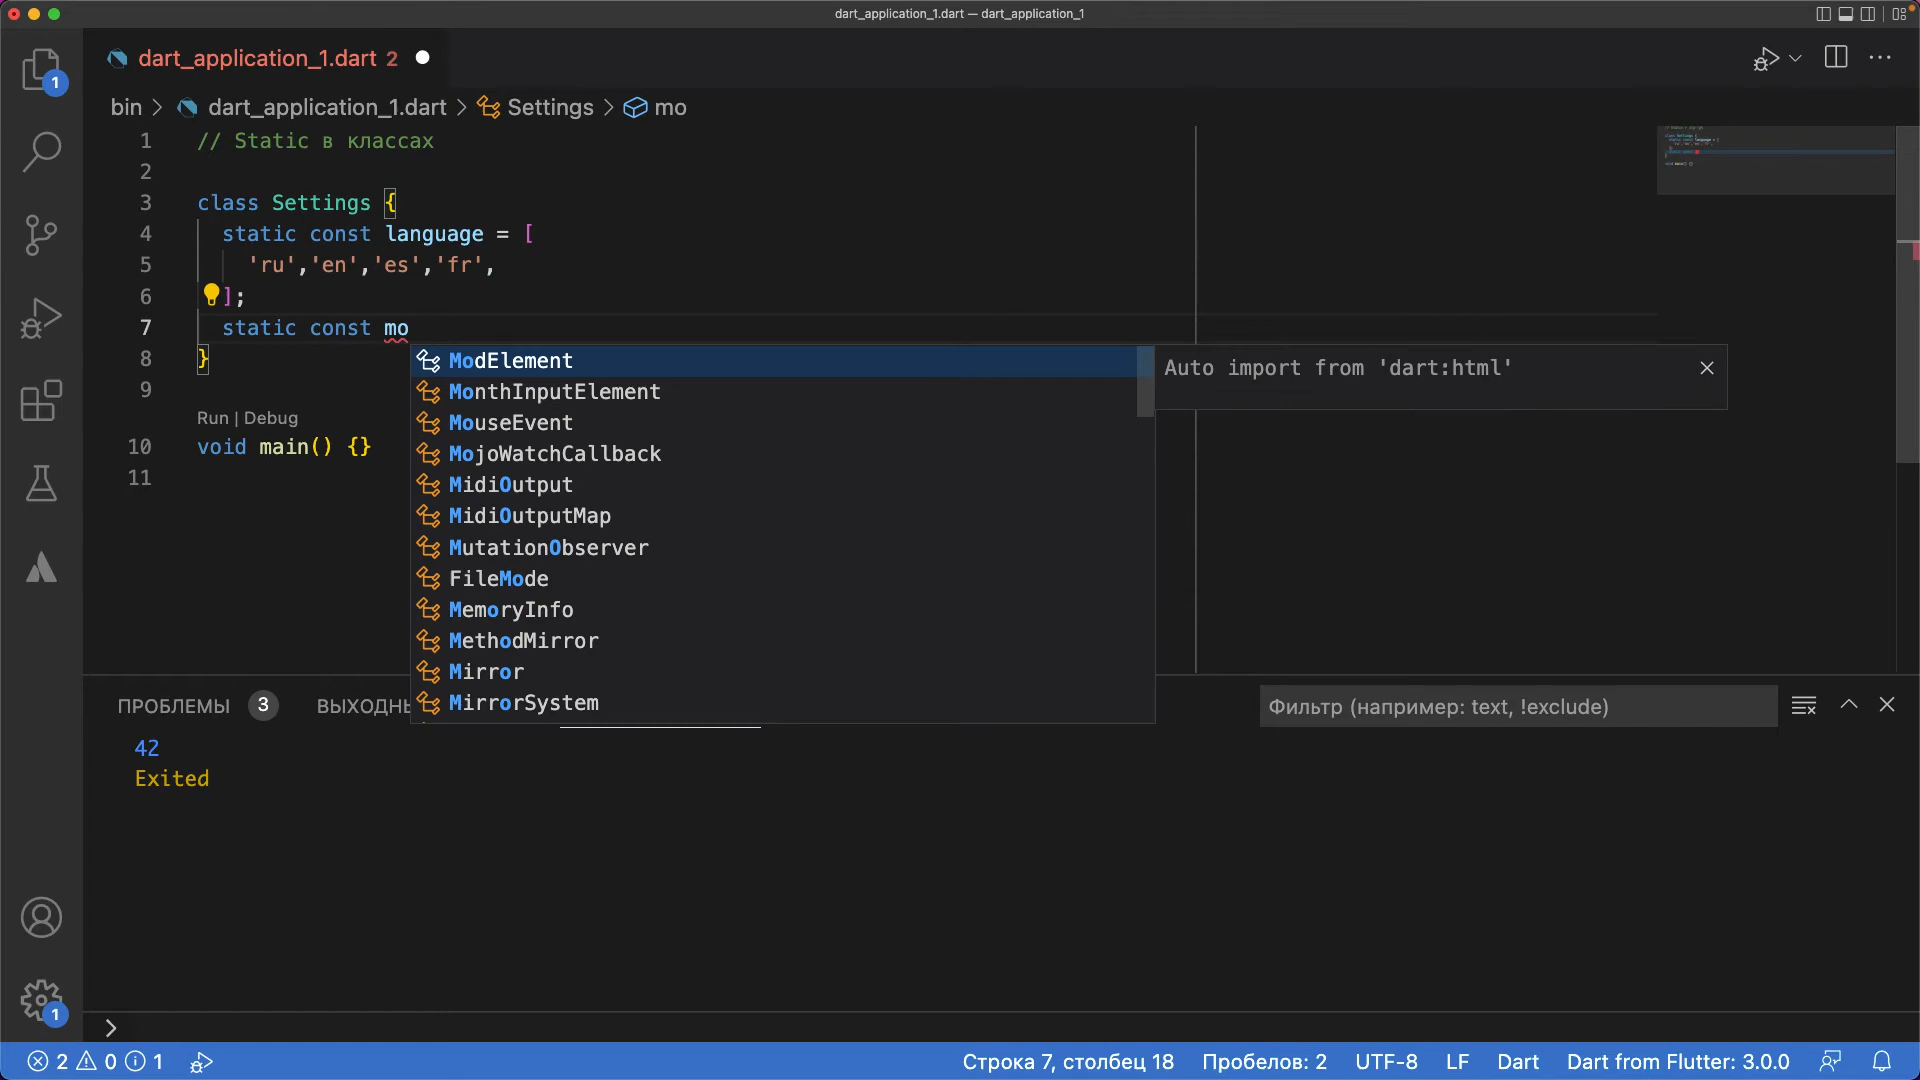 dart_application_1.dart — dart_application_1
dart_application_1.dart 2
bin > dart_application_1.dart > Settings > mo
1 // Static в классах
2
3 class Settings {
4 static const language = [
5 'ru','en','es','fr',
6 ];
7 static const mo
8 }
9
Run | Debug
10 void main() {}
11
ModElement
MonthInputElement
MouseEvent
MojoWatchCallback
MidiOutput
MidiOutputMap
MutationObserver
FileMode
MemoryInfo
MethodMirror
Mirror
MirrorSystem
Auto import from 'dart:html'
1
ПРОБЛЕМЫ 3 ВЫХОДН
Фильтр (например: text, !exclude)
42
Exited
1
2 0 1
Строка 7, столбец 18 Пробелов: 2 UTF-8 LF Dart Dart from Flutter: 3.0.0